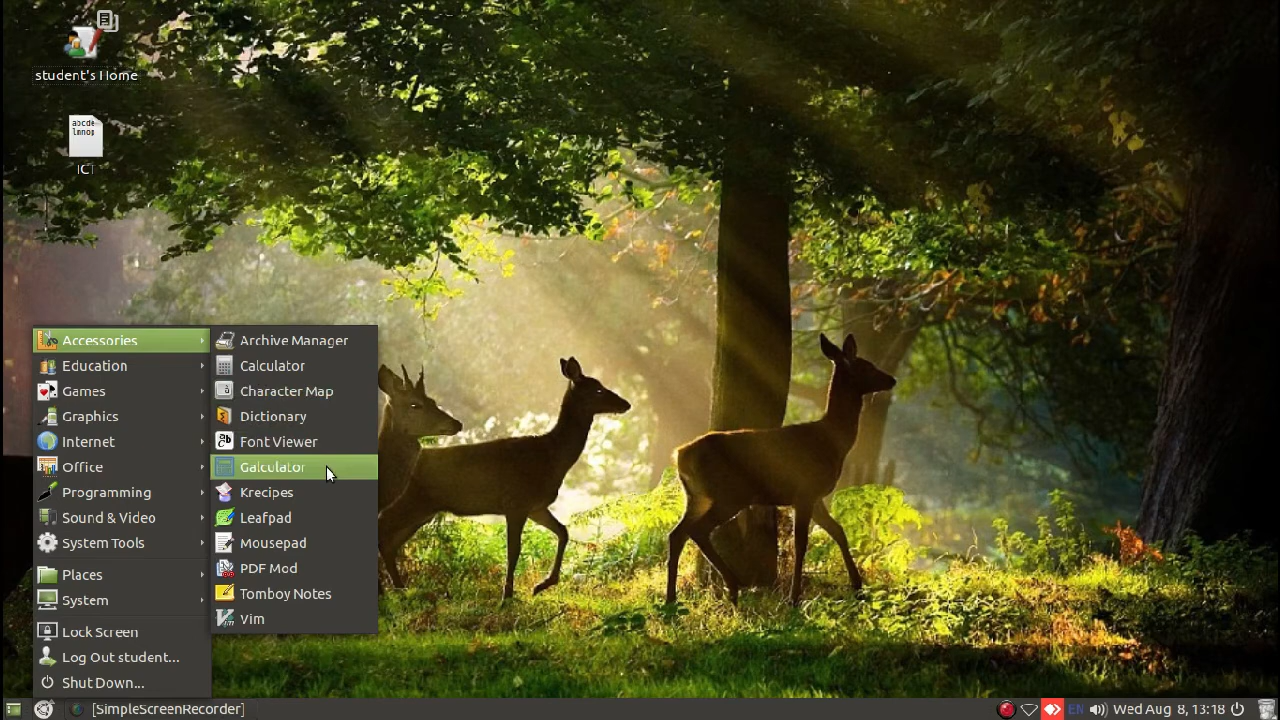 student's Home
abcde
lmnop
ICT
Accessories
Education
Games
Graphics
Internet
Office
Programming
Sound & Video
System Tools
Places
System
Lock Screen
Log Out student...
Shut Down...
Archive Manager
Calculator
Character Map
Dictionary
Font Viewer
Galculator
Krecipes
Leafpad
Mousepad
PDF Mod
Tomboy Notes
Vim
[SimpleScreenRecorder]
EN
Wed Aug 8, 13:18